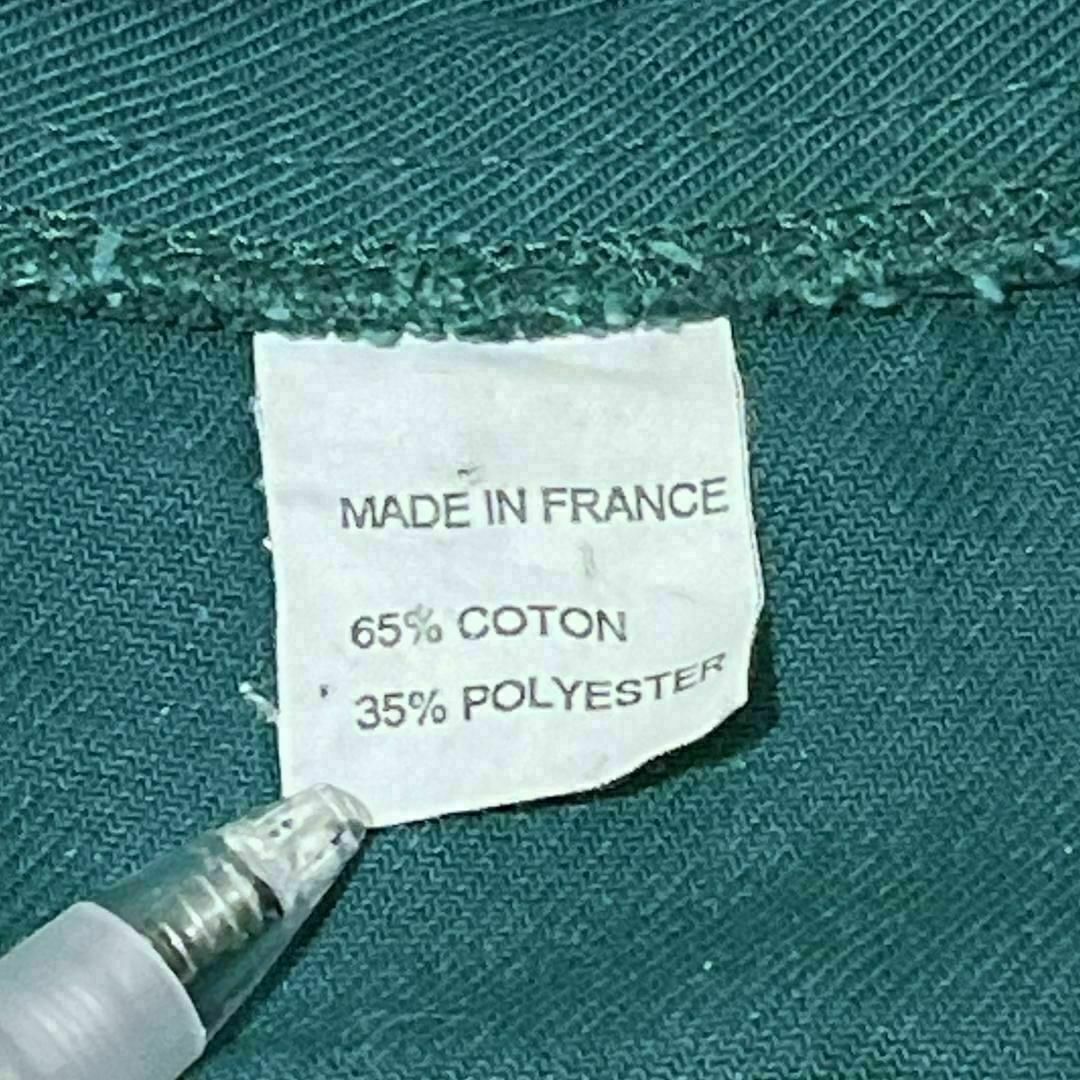 MADE IN FRANCE
65% COTON
35% POLYESTER